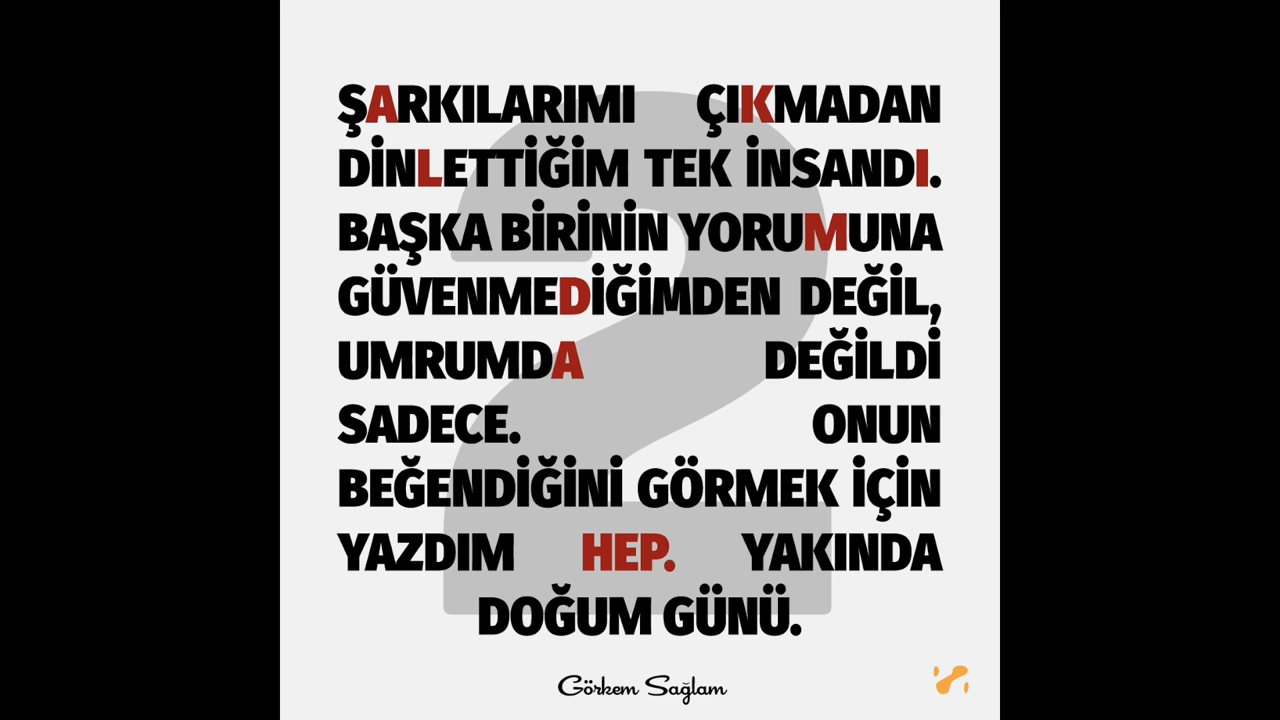 ŞARKILARIMI ÇIKMADAN
DİNLETTİĞİM TEK İNSANDI.
BAŞKA BİRİNİN YORUMUNA
GÜVENMEDİĞİMDEN DEĞİL,
UMRUMDA DEĞİLDİ
SADECE. ONUN
BEĞENDİĞİNİ GÖRMEK İÇİN
YAZDIM HEP. YAKINDA
DOĞUM GÜNÜ.
2
Görkem Sağlam